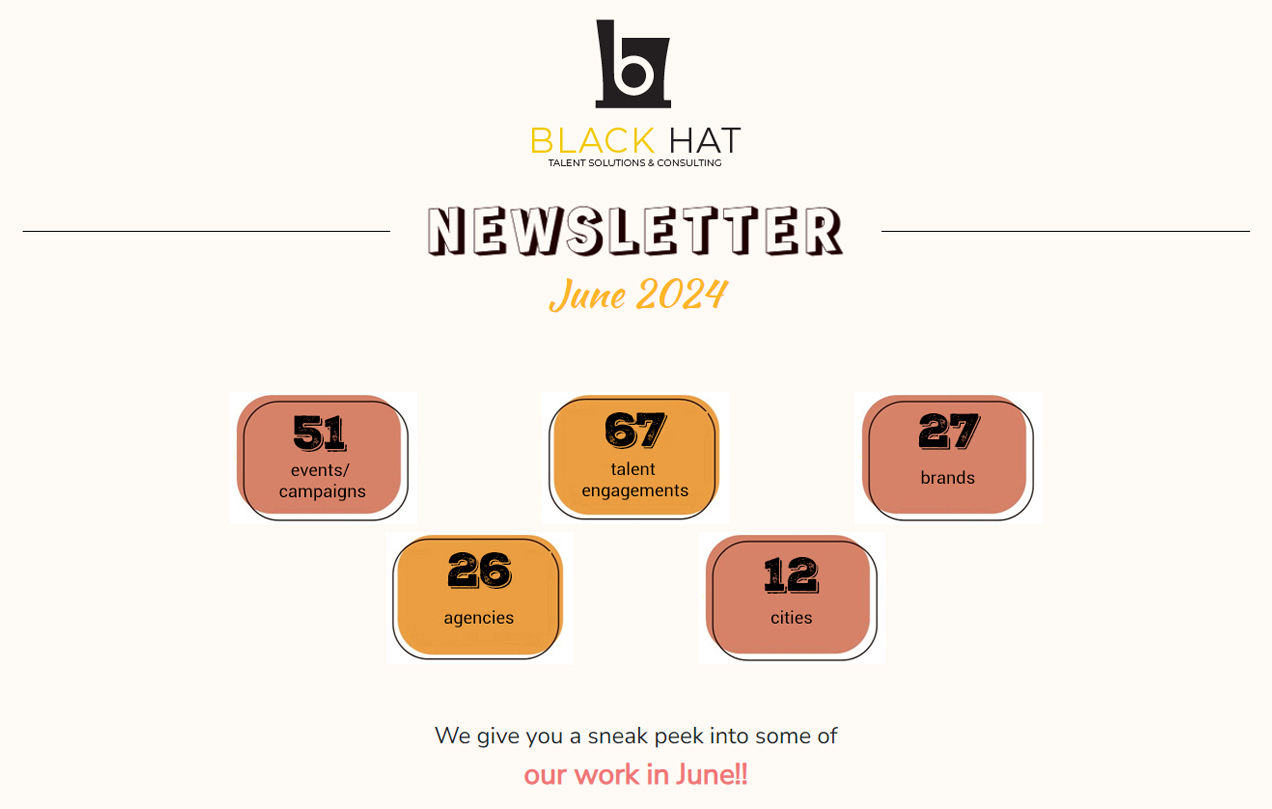 b
BLACK HAT
TALENT SOLUTIONS & CONSULTING
NEWSLETTER
June 2024
51
events/
campaigns
67
talent
engagements
27
brands
26
agencies
12
cities
We give you a sneak peek into some of
our work in June!!